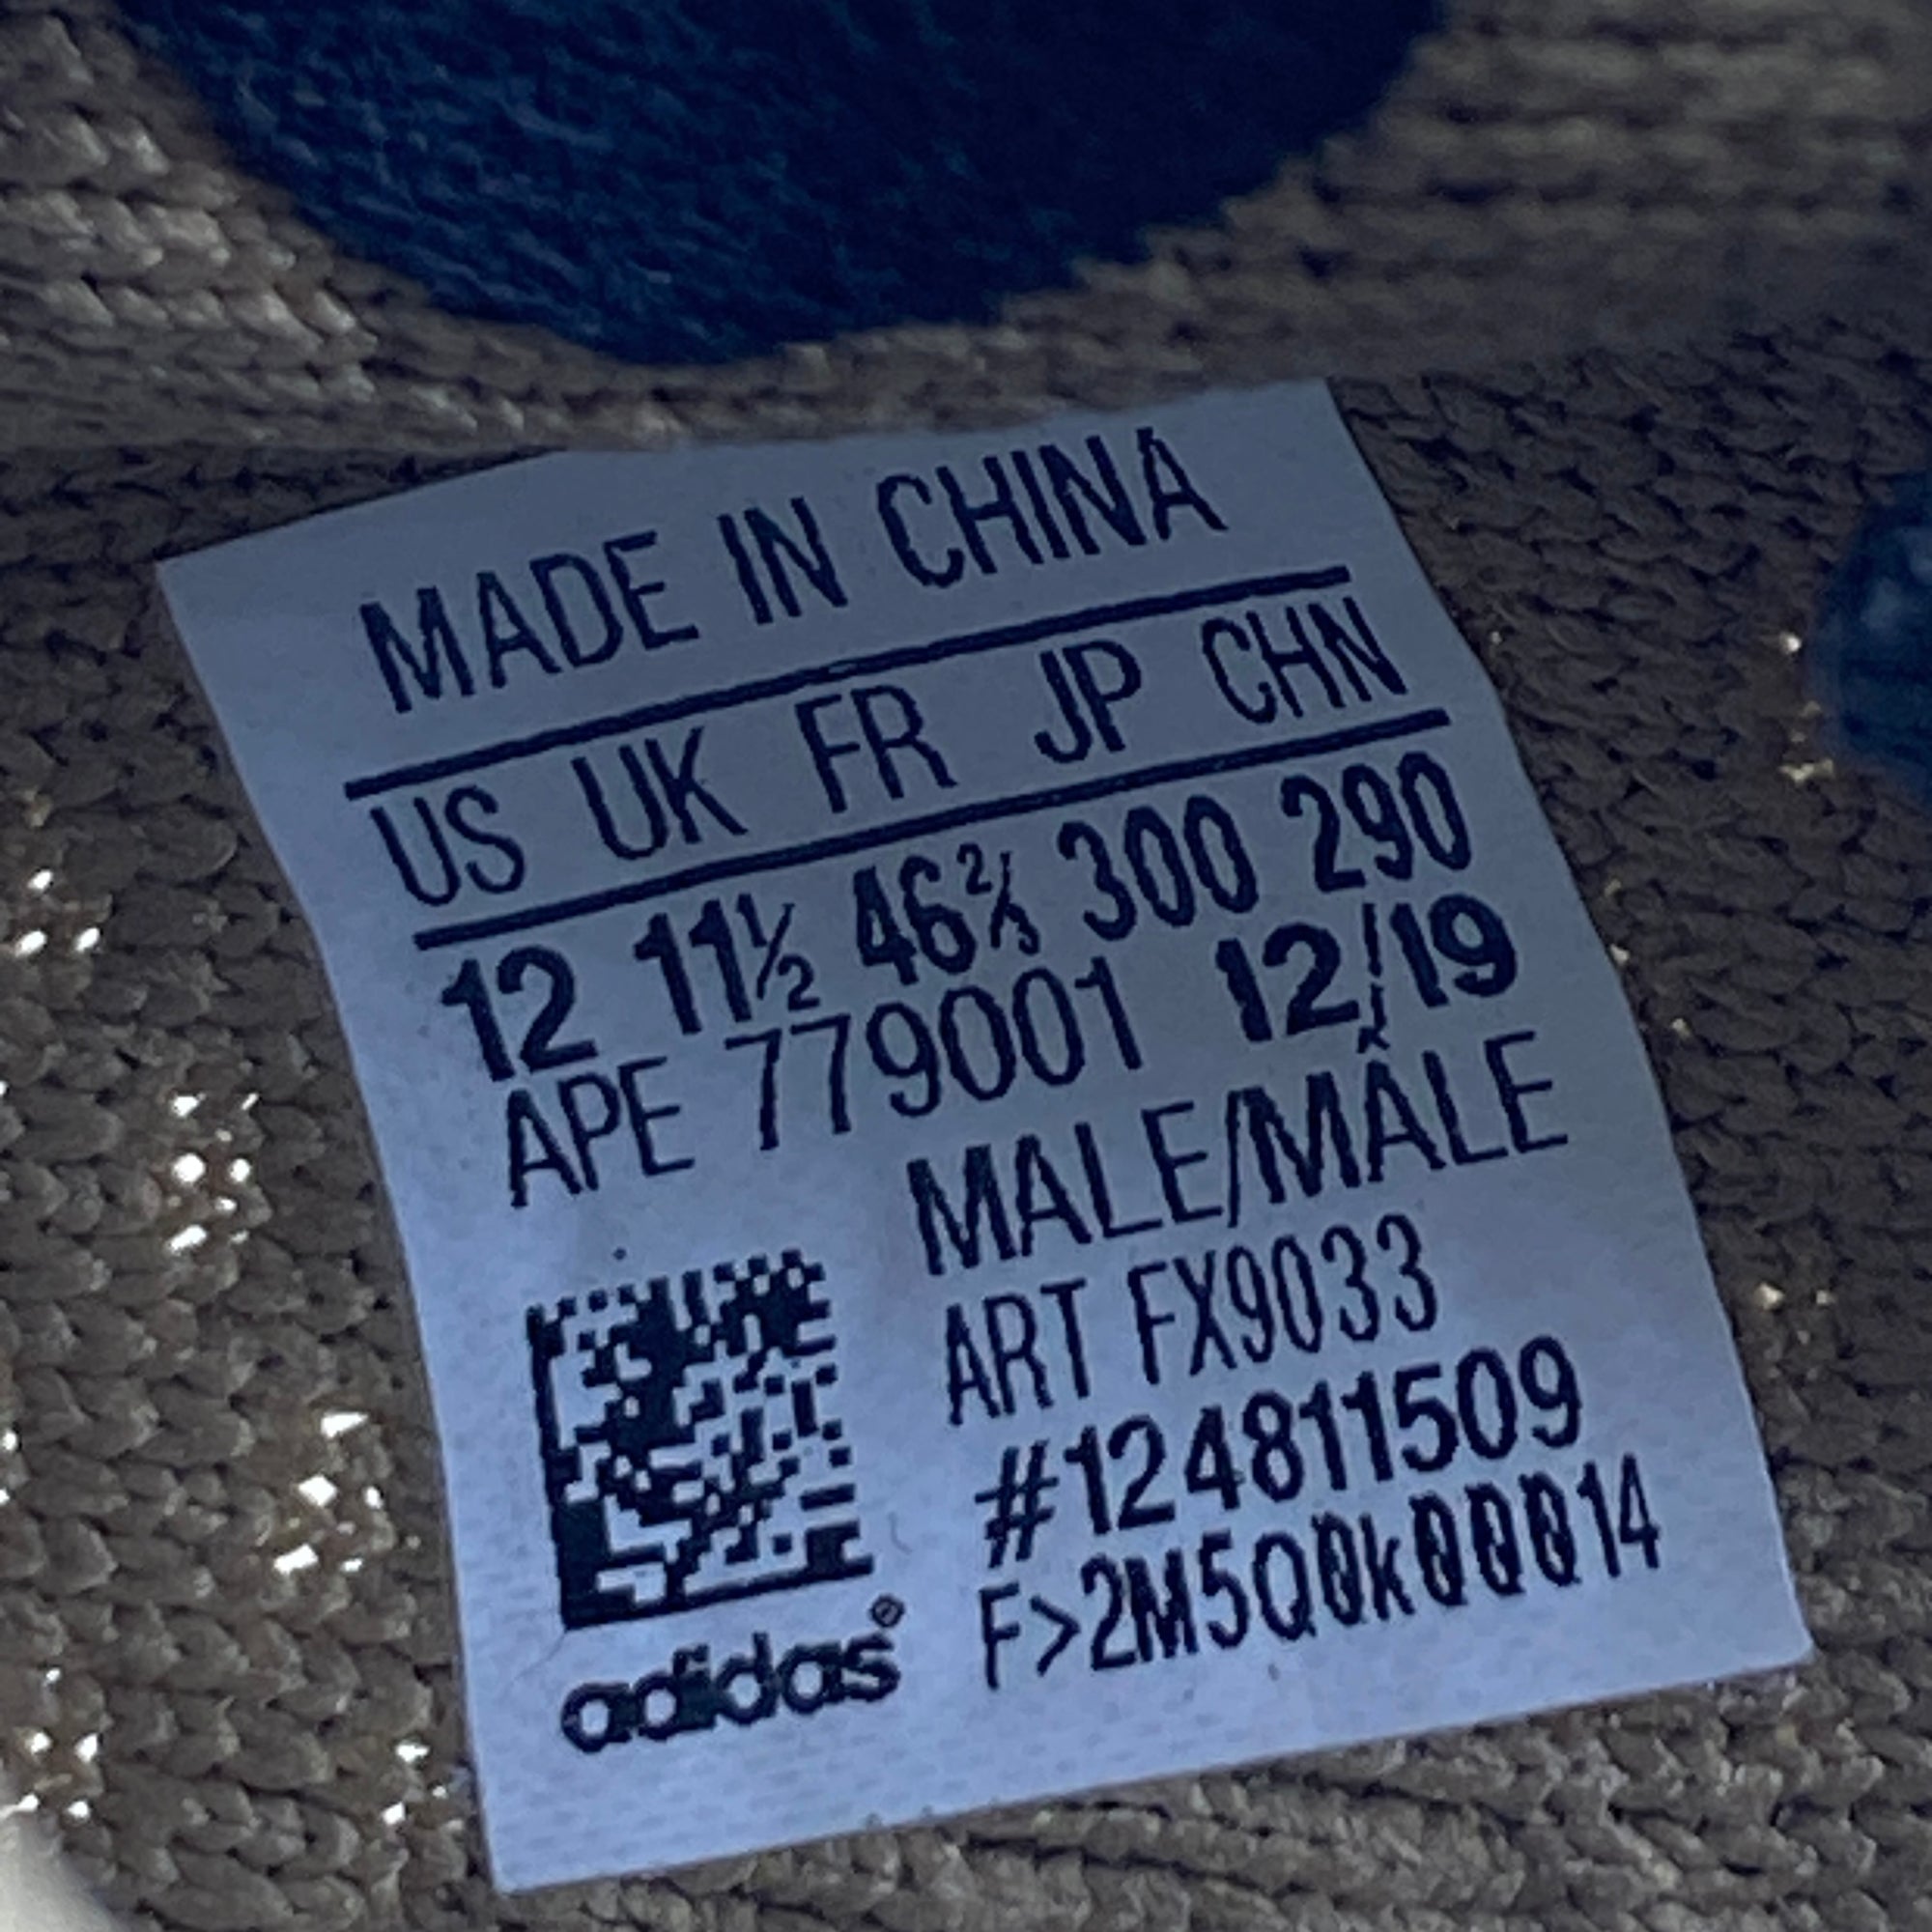 MADE IN CHINA
US UK FR JP CHN
12 11½ 46⅔ 300 290
APE 779001 12/19
MALE/MÂLE
ART FX9033
#124811509
F>2M5Q0k00014
adidas®